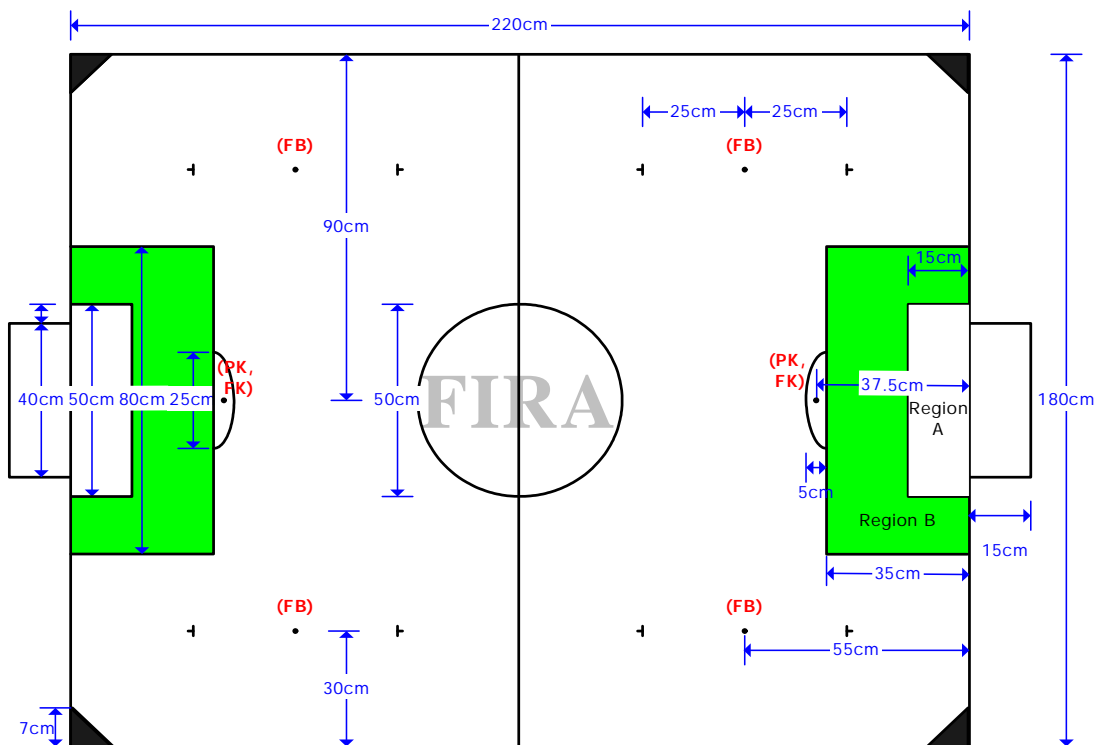 220cm
25cm
25cm
(FB)
(FB)
90cm
15cm
(PK,
FK)
(PK,
FK)
37.5cm
40cm
50cm
80cm
25cm
50cm
FIRA
Region
A
180cm
5cm
Region B
15cm
35cm
(FB)
(FB)
55cm
30cm
7cm